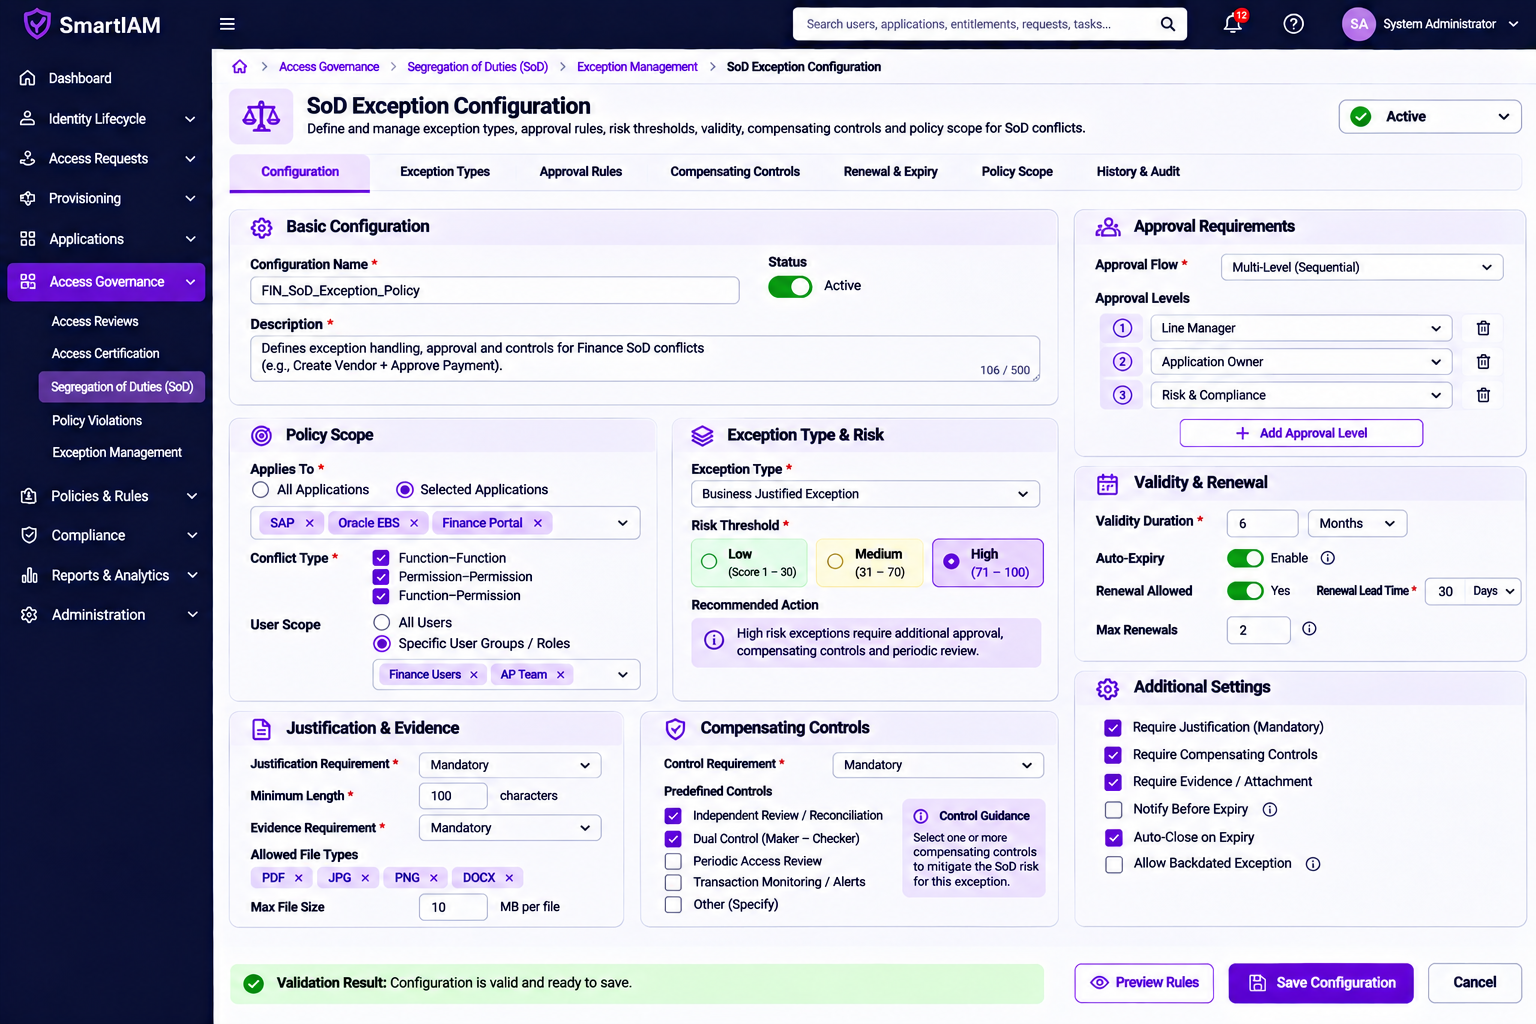 SmartIAM
Search users, applications, entitlements, requests, tasks...
12
SA
System Administrator
Dashboard
Identity Lifecycle
Access Requests
Provisioning
Applications
Access Governance
Access Reviews
Access Certification
Segregation of Duties (SoD)
Policy Violations
Exception Management
Policies & Rules
Compliance
Reports & Analytics
Administration
Access Governance > Segregation of Duties (SoD) > Exception Management > SoD Exception Configuration
SoD Exception Configuration
Define and manage exception types, approval rules, risk thresholds, validity, compensating controls and policy scope for SoD conflicts.
Active
Configuration
Exception Types
Approval Rules
Compensating Controls
Renewal & Expiry
Policy Scope
History & Audit
Basic Configuration
Configuration Name *
FIN_SoD_Exception_Policy
Status
Active
Description *
Defines exception handling, approval and controls for Finance SoD conflicts
(e.g., Create Vendor + Approve Payment).
106 / 500
Policy Scope
Applies To *
All Applications
Selected Applications
SAP ×
Oracle EBS ×
Finance Portal ×
Conflict Type *
Function–Function
Permission–Permission
Function–Permission
User Scope
All Users
Specific User Groups / Roles
Finance Users ×
AP Team ×
Exception Type & Risk
Exception Type *
Business Justified Exception
Risk Threshold *
Low
(Score 1 – 30)
Medium
(31 – 70)
High
(71 – 100)
Recommended Action
High risk exceptions require additional approval,
compensating controls and periodic review.
Justification & Evidence
Justification Requirement *
Mandatory
Minimum Length *
100
characters
Evidence Requirement *
Mandatory
Allowed File Types
PDF ×
JPG ×
PNG ×
DOCX ×
Max File Size
10
MB per file
Compensating Controls
Control Requirement *
Mandatory
Predefined Controls
Independent Review / Reconciliation
Dual Control (Maker – Checker)
Periodic Access Review
Transaction Monitoring / Alerts
Other (Specify)
Control Guidance
Select one or more
compensating controls
to mitigate the SoD risk
for this exception.
Approval Requirements
Approval Flow *
Multi-Level (Sequential)
Approval Levels
1
Line Manager
2
Application Owner
3
Risk & Compliance
+ Add Approval Level
Validity & Renewal
Validity Duration *
6
Months
Auto-Expiry
Enable
Renewal Allowed
Yes
Renewal Lead Time *
30
Days
Max Renewals
2
Additional Settings
Require Justification (Mandatory)
Require Compensating Controls
Require Evidence / Attachment
Notify Before Expiry
Auto-Close on Expiry
Allow Backdated Exception
Validation Result: Configuration is valid and ready to save.
Preview Rules
Save Configuration
Cancel